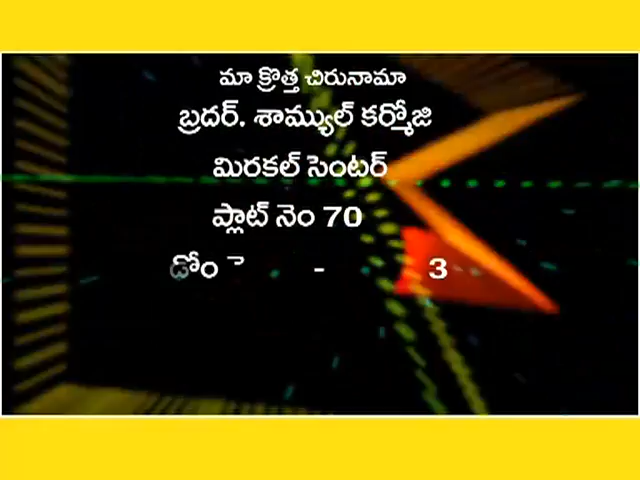 మా క్రొత్త చిరునామా
బ్రదర్. శామ్యుల్ కర్మోజి
మిరకల్ సెంటర్
ప్లాట్ నెం 70
డోం - 3